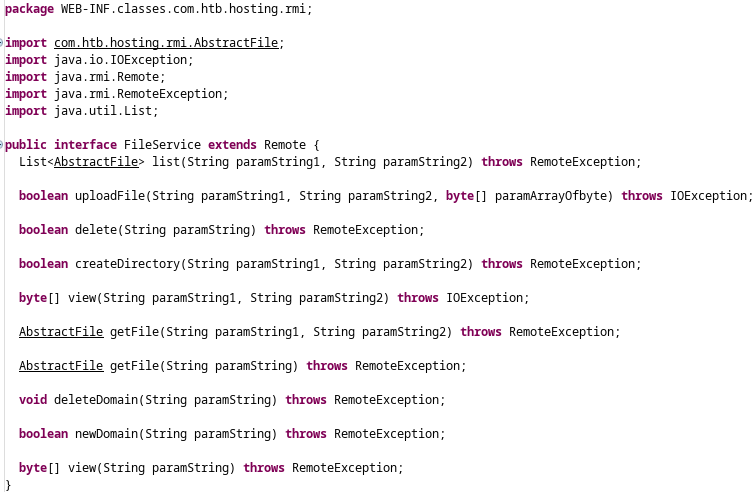 package WEB-INF.classes.com.htb.hosting.rmi;
import com.htb.hosting.rmi.AbstractFile;
import java.io.IOException;
import java.rmi.Remote;
import java.rmi.RemoteException;
import java.util.List;
public interface FileService extends Remote {
List<AbstractFile> list(String paramString1, String paramString2) throws RemoteException;
boolean uploadFile(String paramString1, String paramString2, byte[] paramArrayOfbyte) throws IOException;
boolean delete(String paramString) throws RemoteException;
boolean createDirectory(String paramString1, String paramString2) throws RemoteException;
byte[] view(String paramString1, String paramString2) throws IOException;
AbstractFile getFile(String paramString1, String paramString2) throws RemoteException;
AbstractFile getFile(String paramString) throws RemoteException;
void deleteDomain(String paramString) throws RemoteException;
boolean newDomain(String paramString) throws RemoteException;
byte[] view(String paramString) throws RemoteException;
}